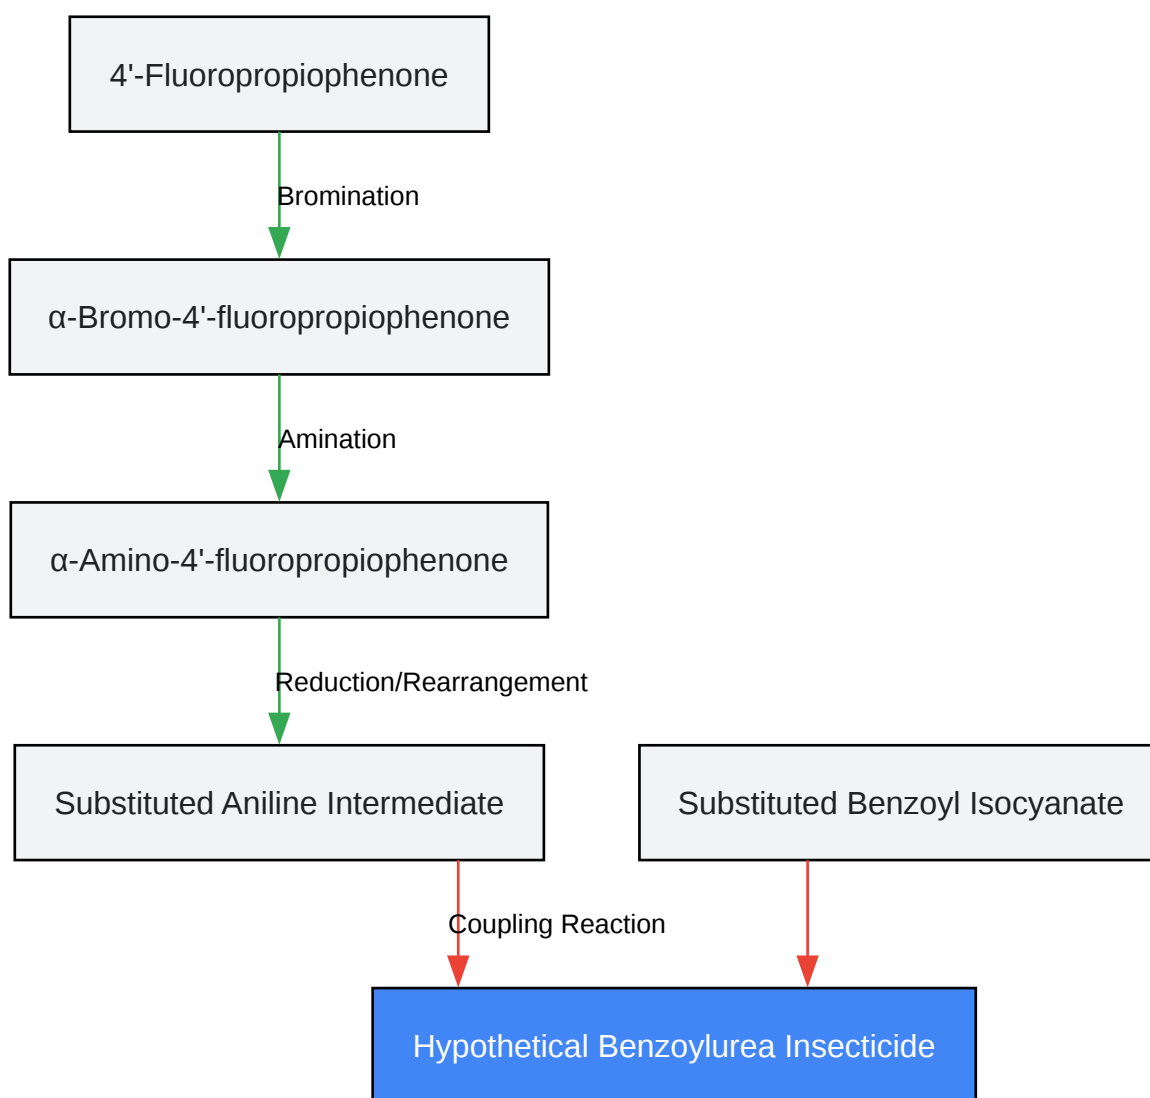 4'-Fluoropropiophenone
Bromination
α-Bromo-4'-fluoropropiophenone
Amination
α-Amino-4'-fluoropropiophenone
Reduction/Rearrangement
Substituted Aniline Intermediate
Substituted Benzoyl Isocyanate
Coupling Reaction
Hypothetical Benzoylurea Insecticide